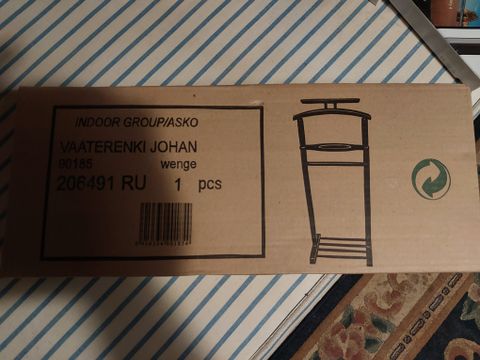 INDOOR GROUP/ASKO
VAATERENKI JOHAN
90185 wenge
206491 RU 1 pcs